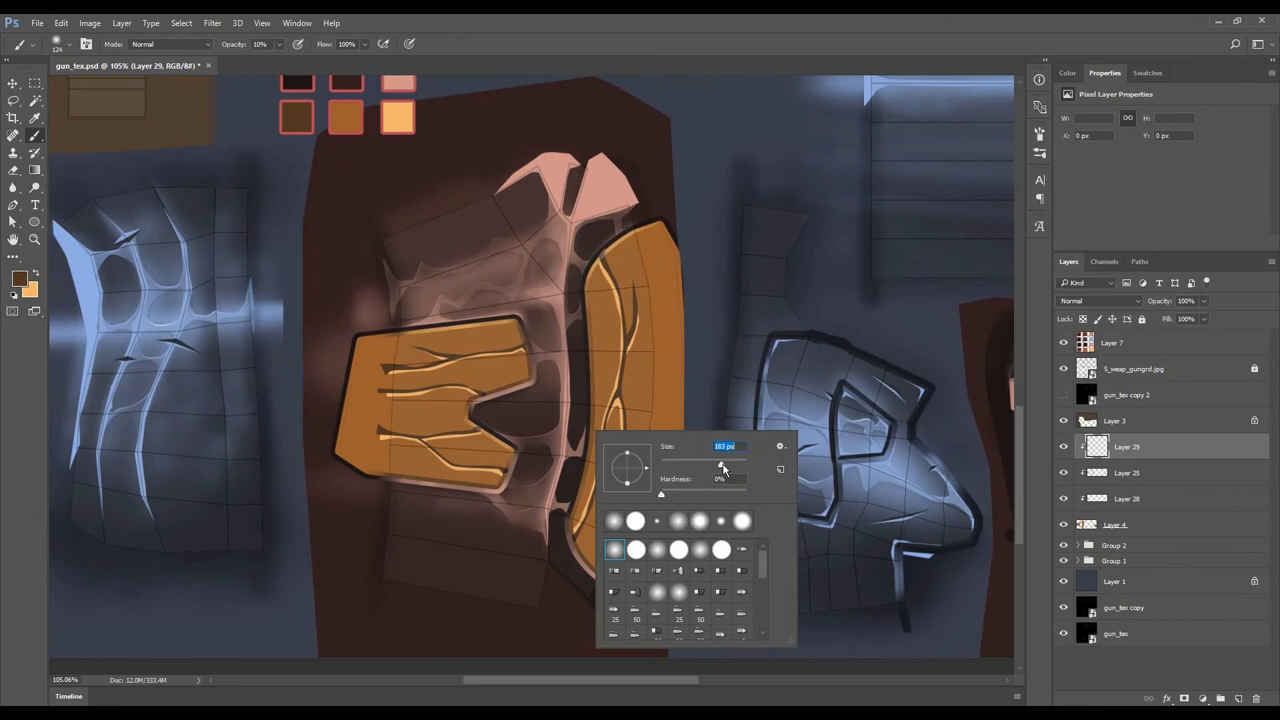 Ps File Edit Image Layer Type Select Filter 3D View Window Help
124 Mode: Normal Opacity: 10% Flow: 100%
gun_tex.psd @ 105% (Layer 29, RGB/8#) * ×
Color Properties Swatches
Pixel Layer Properties
W: H:
X: 0 px Y: 0 px
Layers Channels Paths
Kind
Normal Opacity: 100%
Lock: Fill: 100%
Layer 7
S_weap_gungrd.jpg
gun_tex copy 2
Layer 3
Layer 29
Layer 25
Layer 28
Layer 4
Group 2
Group 1
Layer 1
gun_tex copy
gun_tex
Size: 183 px
Hardness: 0%
25 50 25 50
105.06% Doc: 12.0M/333.4M
Timeline